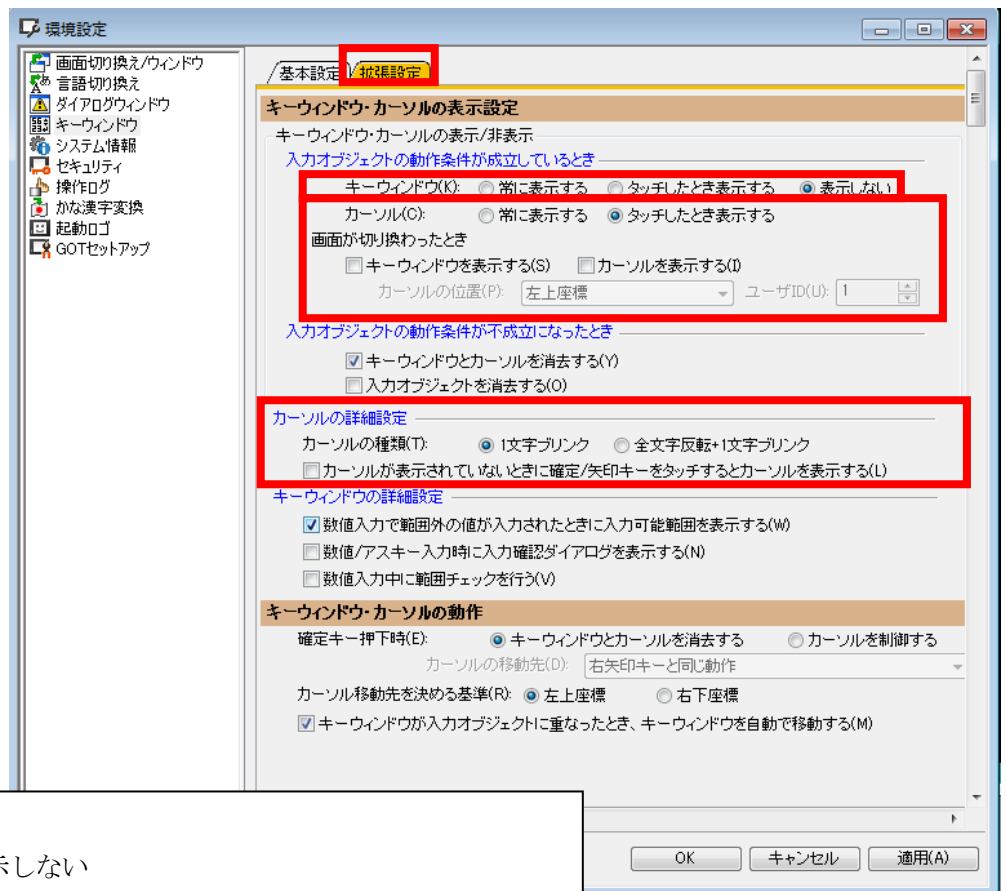 環境設定
画面切り換え/ウィンドウ
言語切り換え
ダイアログウィンドウ
キーウィンドウ
システム情報
セキュリティ
操作ログ
かな漢字変換
起動ロゴ
GOTセットアップ
基本設定 拡張設定
キーウィンドウ・カーソルの表示設定
キーウィンドウ・カーソルの表示/非表示
入力オブジェクトの動作条件が成立しているとき
キーウィンドウ(K): 常に表示する タッチしたとき表示する 表示しない
カーソル(C): 常に表示する タッチしたとき表示する
画面が切り換わったとき
キーウィンドウを表示する(S) カーソルを表示する(I)
カーソルの位置(P): 左上座標 ユーザID(U): 1
入力オブジェクトの動作条件が不成立になったとき
キーウィンドウとカーソルを消去する(Y)
入力オブジェクトを消去する(O)
カーソルの詳細設定
カーソルの種類(T): 1文字ブリンク 全文字反転+1文字ブリンク
カーソルが表示されていないときに確定/矢印キーをタッチするとカーソルを表示する(L)
キーウィンドウの詳細設定
数値入力で範囲外の値が入力されたときに入力可能範囲を表示する(W)
数値/アスキー入力時に入力確認ダイアログを表示する(N)
数値入力中に範囲チェックを行う(V)
キーウィンドウ・カーソルの動作
確定キー押下時(E): キーウィンドウとカーソルを消去する カーソルを制御する
カーソルの移動先(D): 右矢印キーと同じ動作
カーソル移動先を決める基準(R): 左上座標 右下座標
キーウィンドウが入力オブジェクトに重なったとき、キーウィンドウを自動で移動する(M)
示しない
OK キャンセル 適用(A)